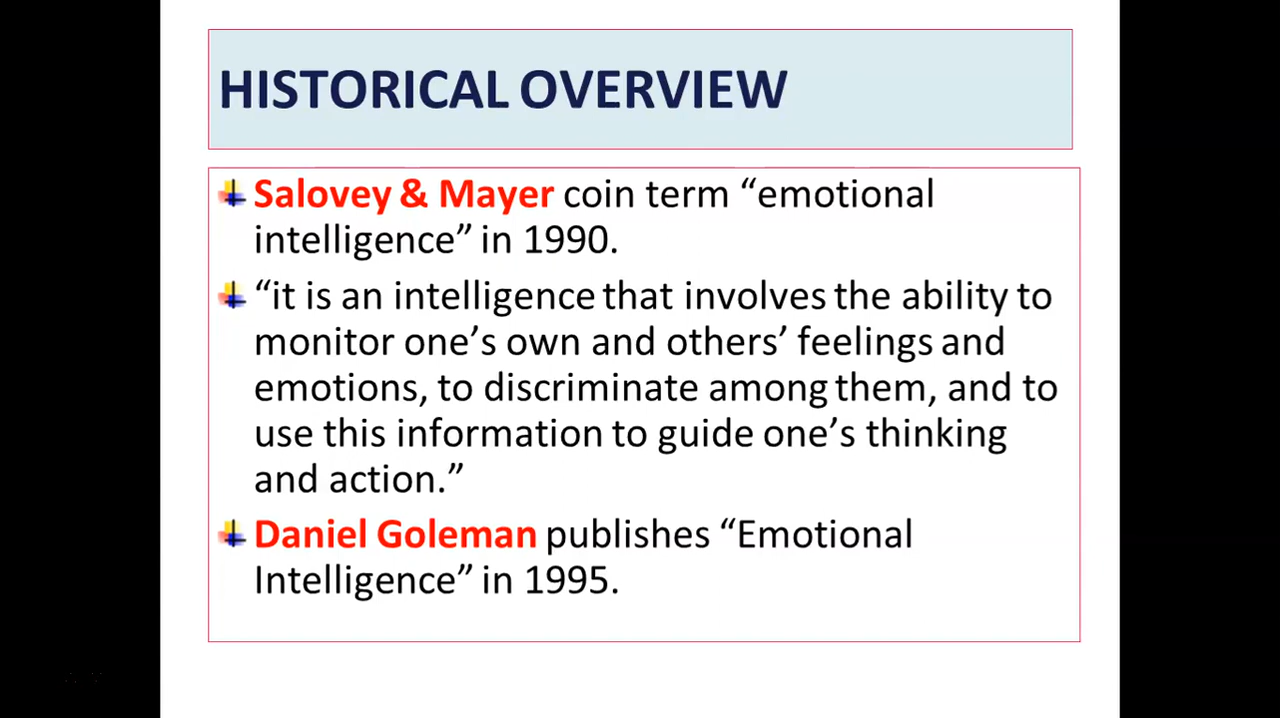 HISTORICAL OVERVIEW
Salovey & Mayer coin term “emotional
intelligence” in 1990.
“it is an intelligence that involves the ability to
monitor one’s own and others’ feelings and
emotions, to discriminate among them, and to
use this information to guide one’s thinking
and action.”
Daniel Goleman publishes “Emotional
Intelligence” in 1995.